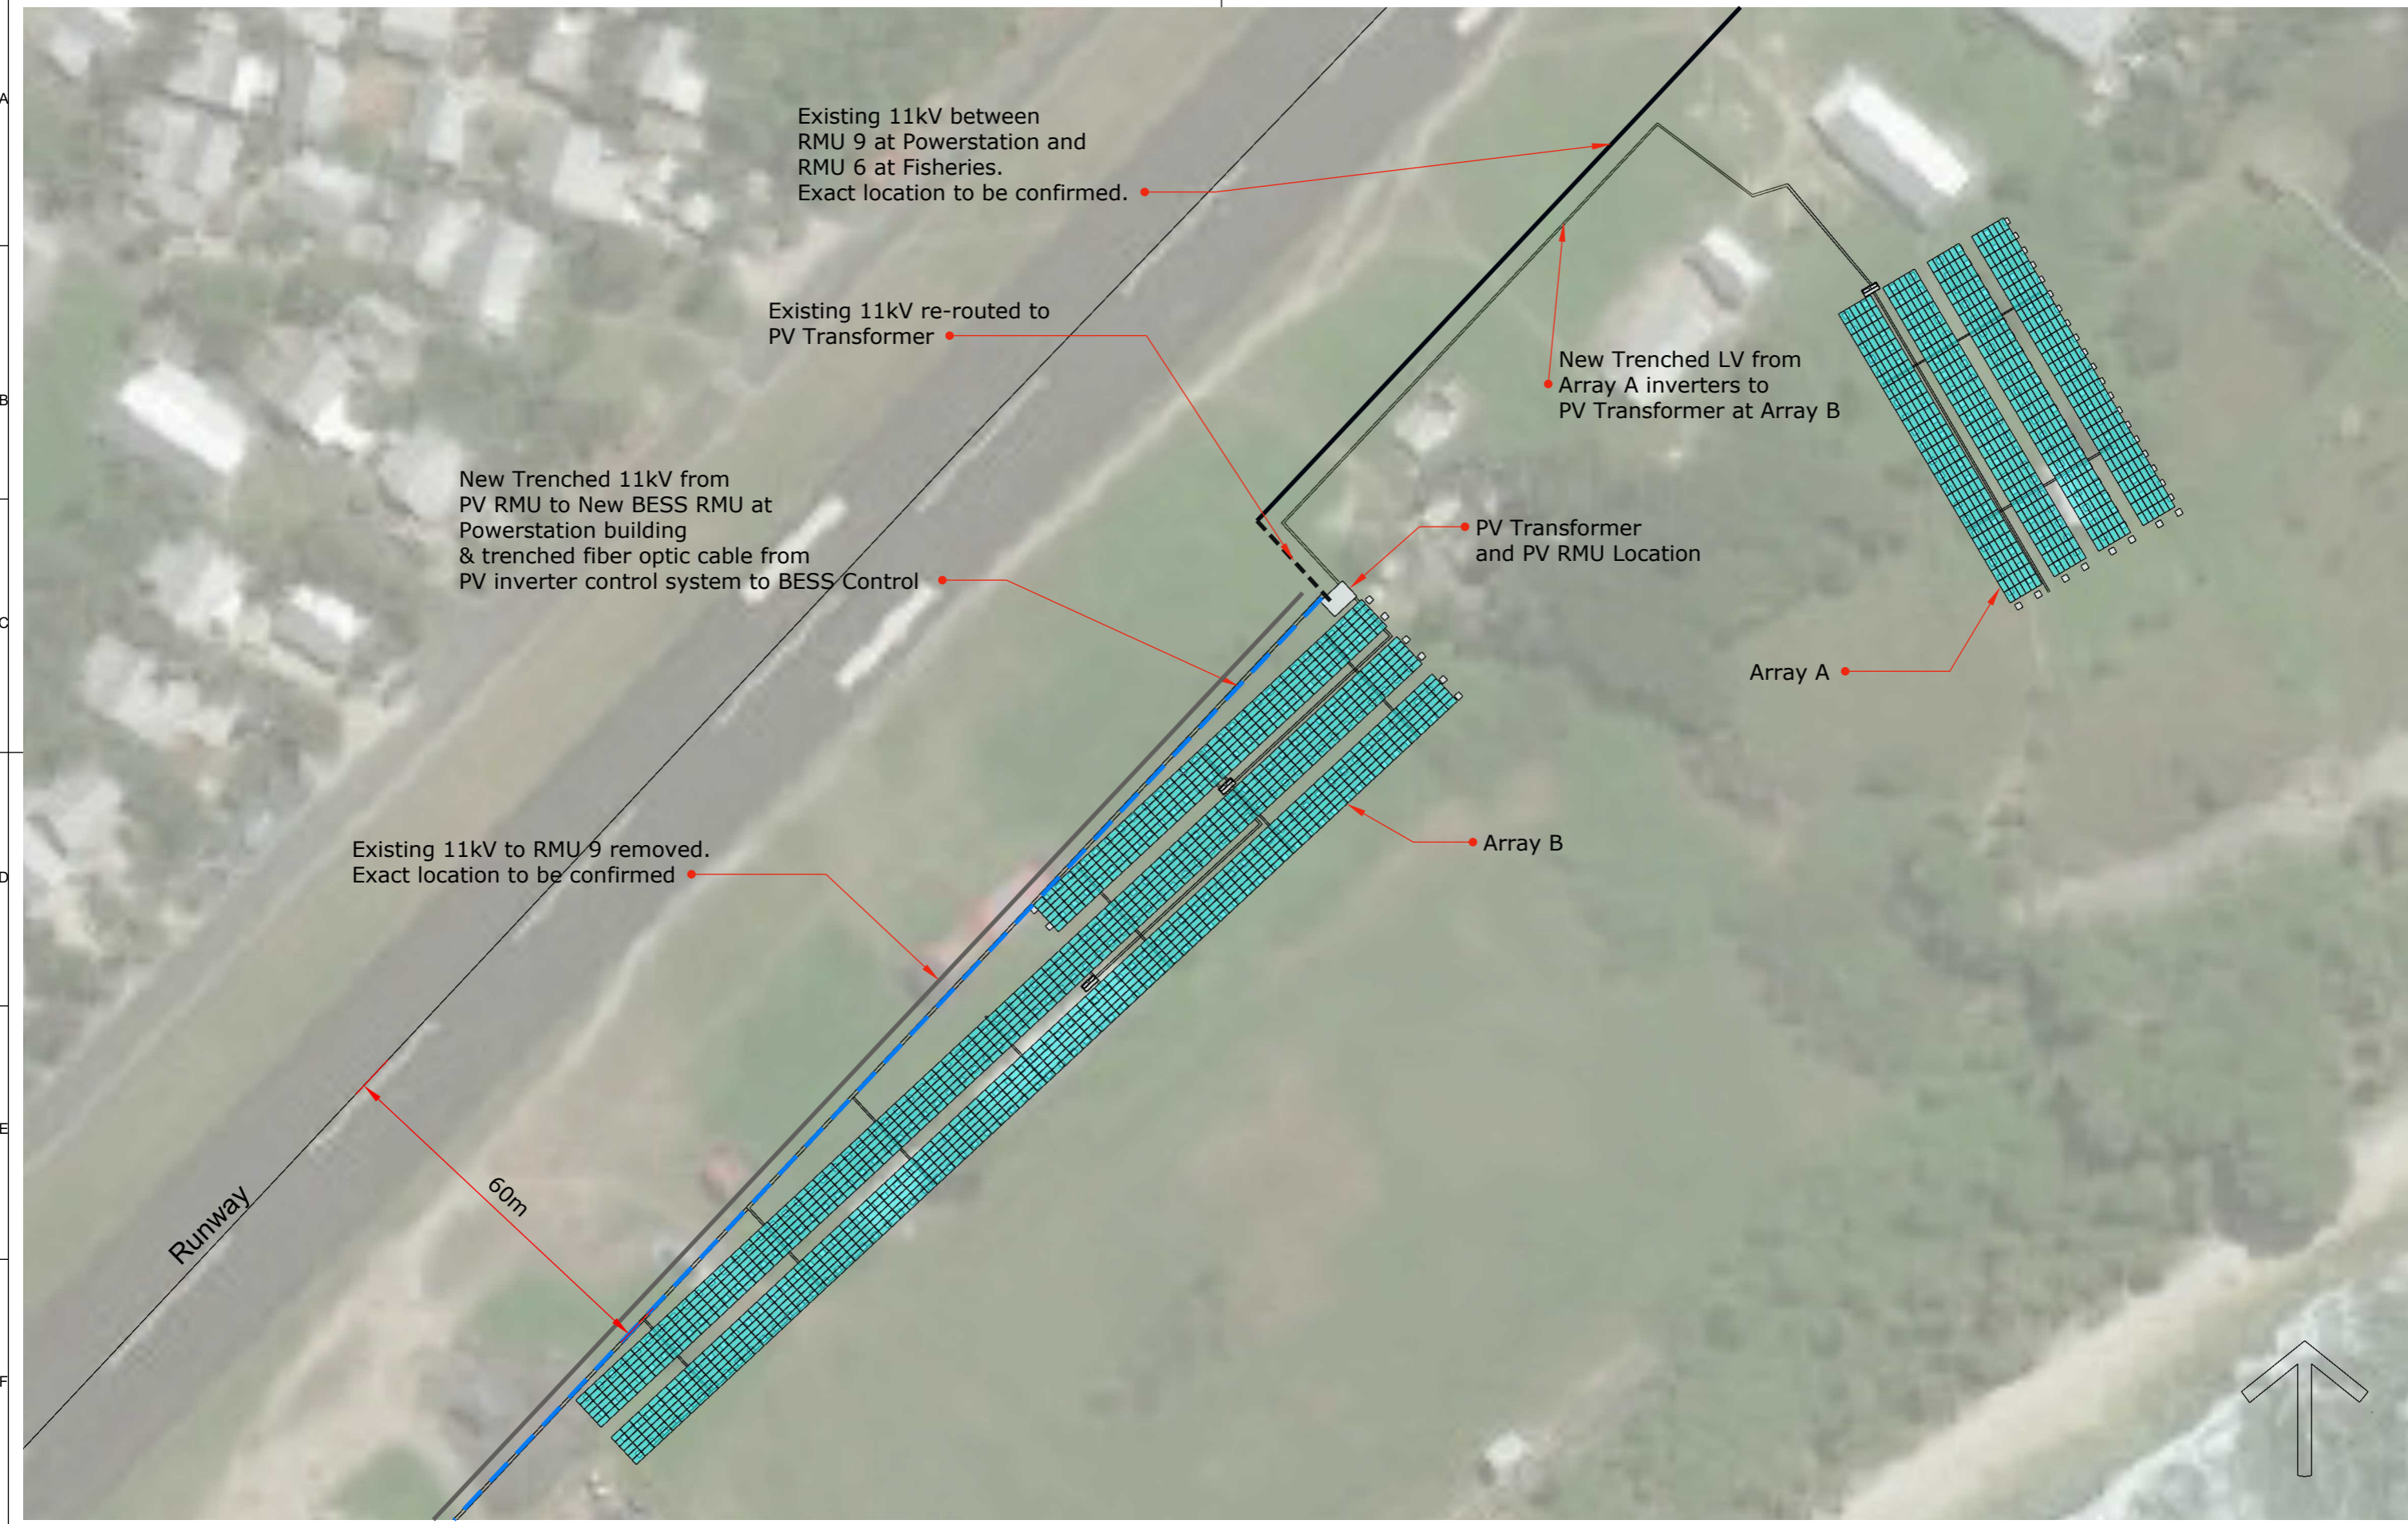 A
Existing 11kV between
RMU 9 at Powerstation and
RMU 6 at Fisheries.
Exact location to be confirmed.
Existing 11kV re-routed to
PV Transformer
New Trenched LV from
Array A inverters to
PV Transformer at Array B
B
New Trenched 11kV from
PV RMU to New BESS RMU at
Powerstation building
& trenched fiber optic cable from
PV inverter control system to BESS Control
PV Transformer
and PV RMU Location
C
Array A
Existing 11kV to RMU 9 removed.
Exact location to be confirmed
Array B
D
E
60m
Runway
F